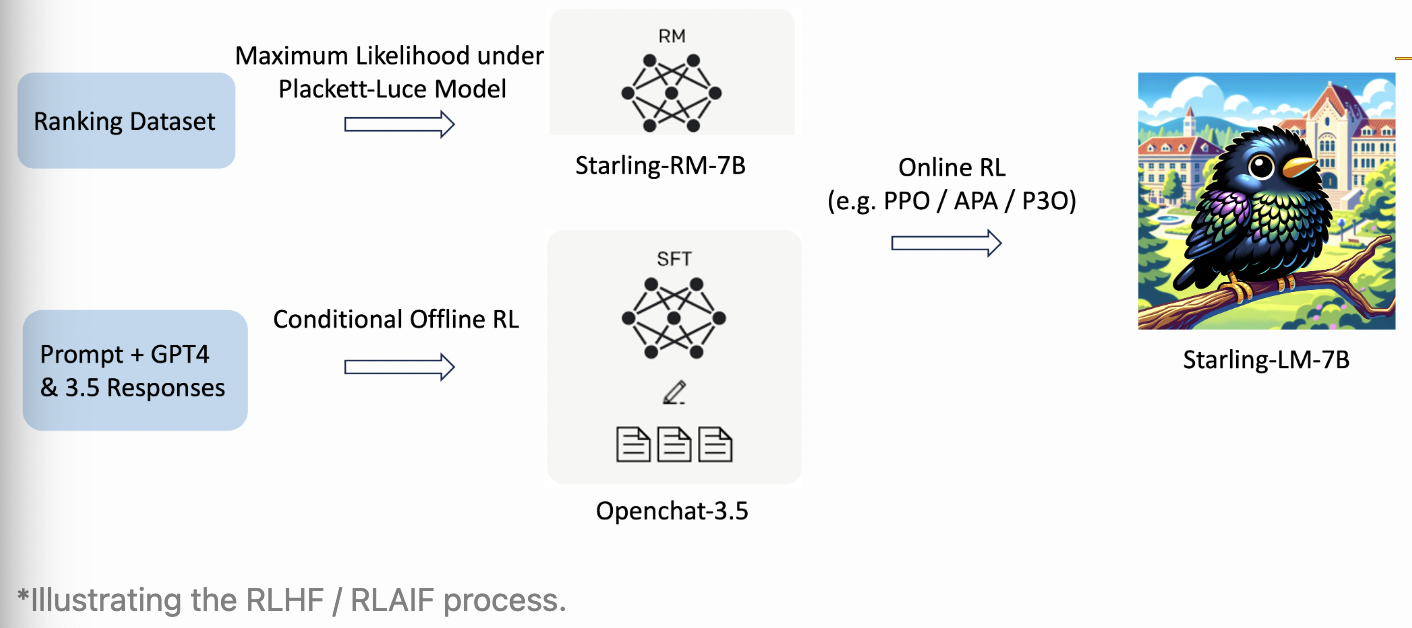 Ranking Dataset
Maximum Likelihood under
Plackett-Luce Model
RM
Starling-RM-7B
Prompt + GPT4
& 3.5 Responses
Conditional Offline RL
SFT
Openchat-3.5
Online RL
(e.g. PPO / APA / P3O)
Starling-LM-7B
*Illustrating the RLHF / RLAIF process.